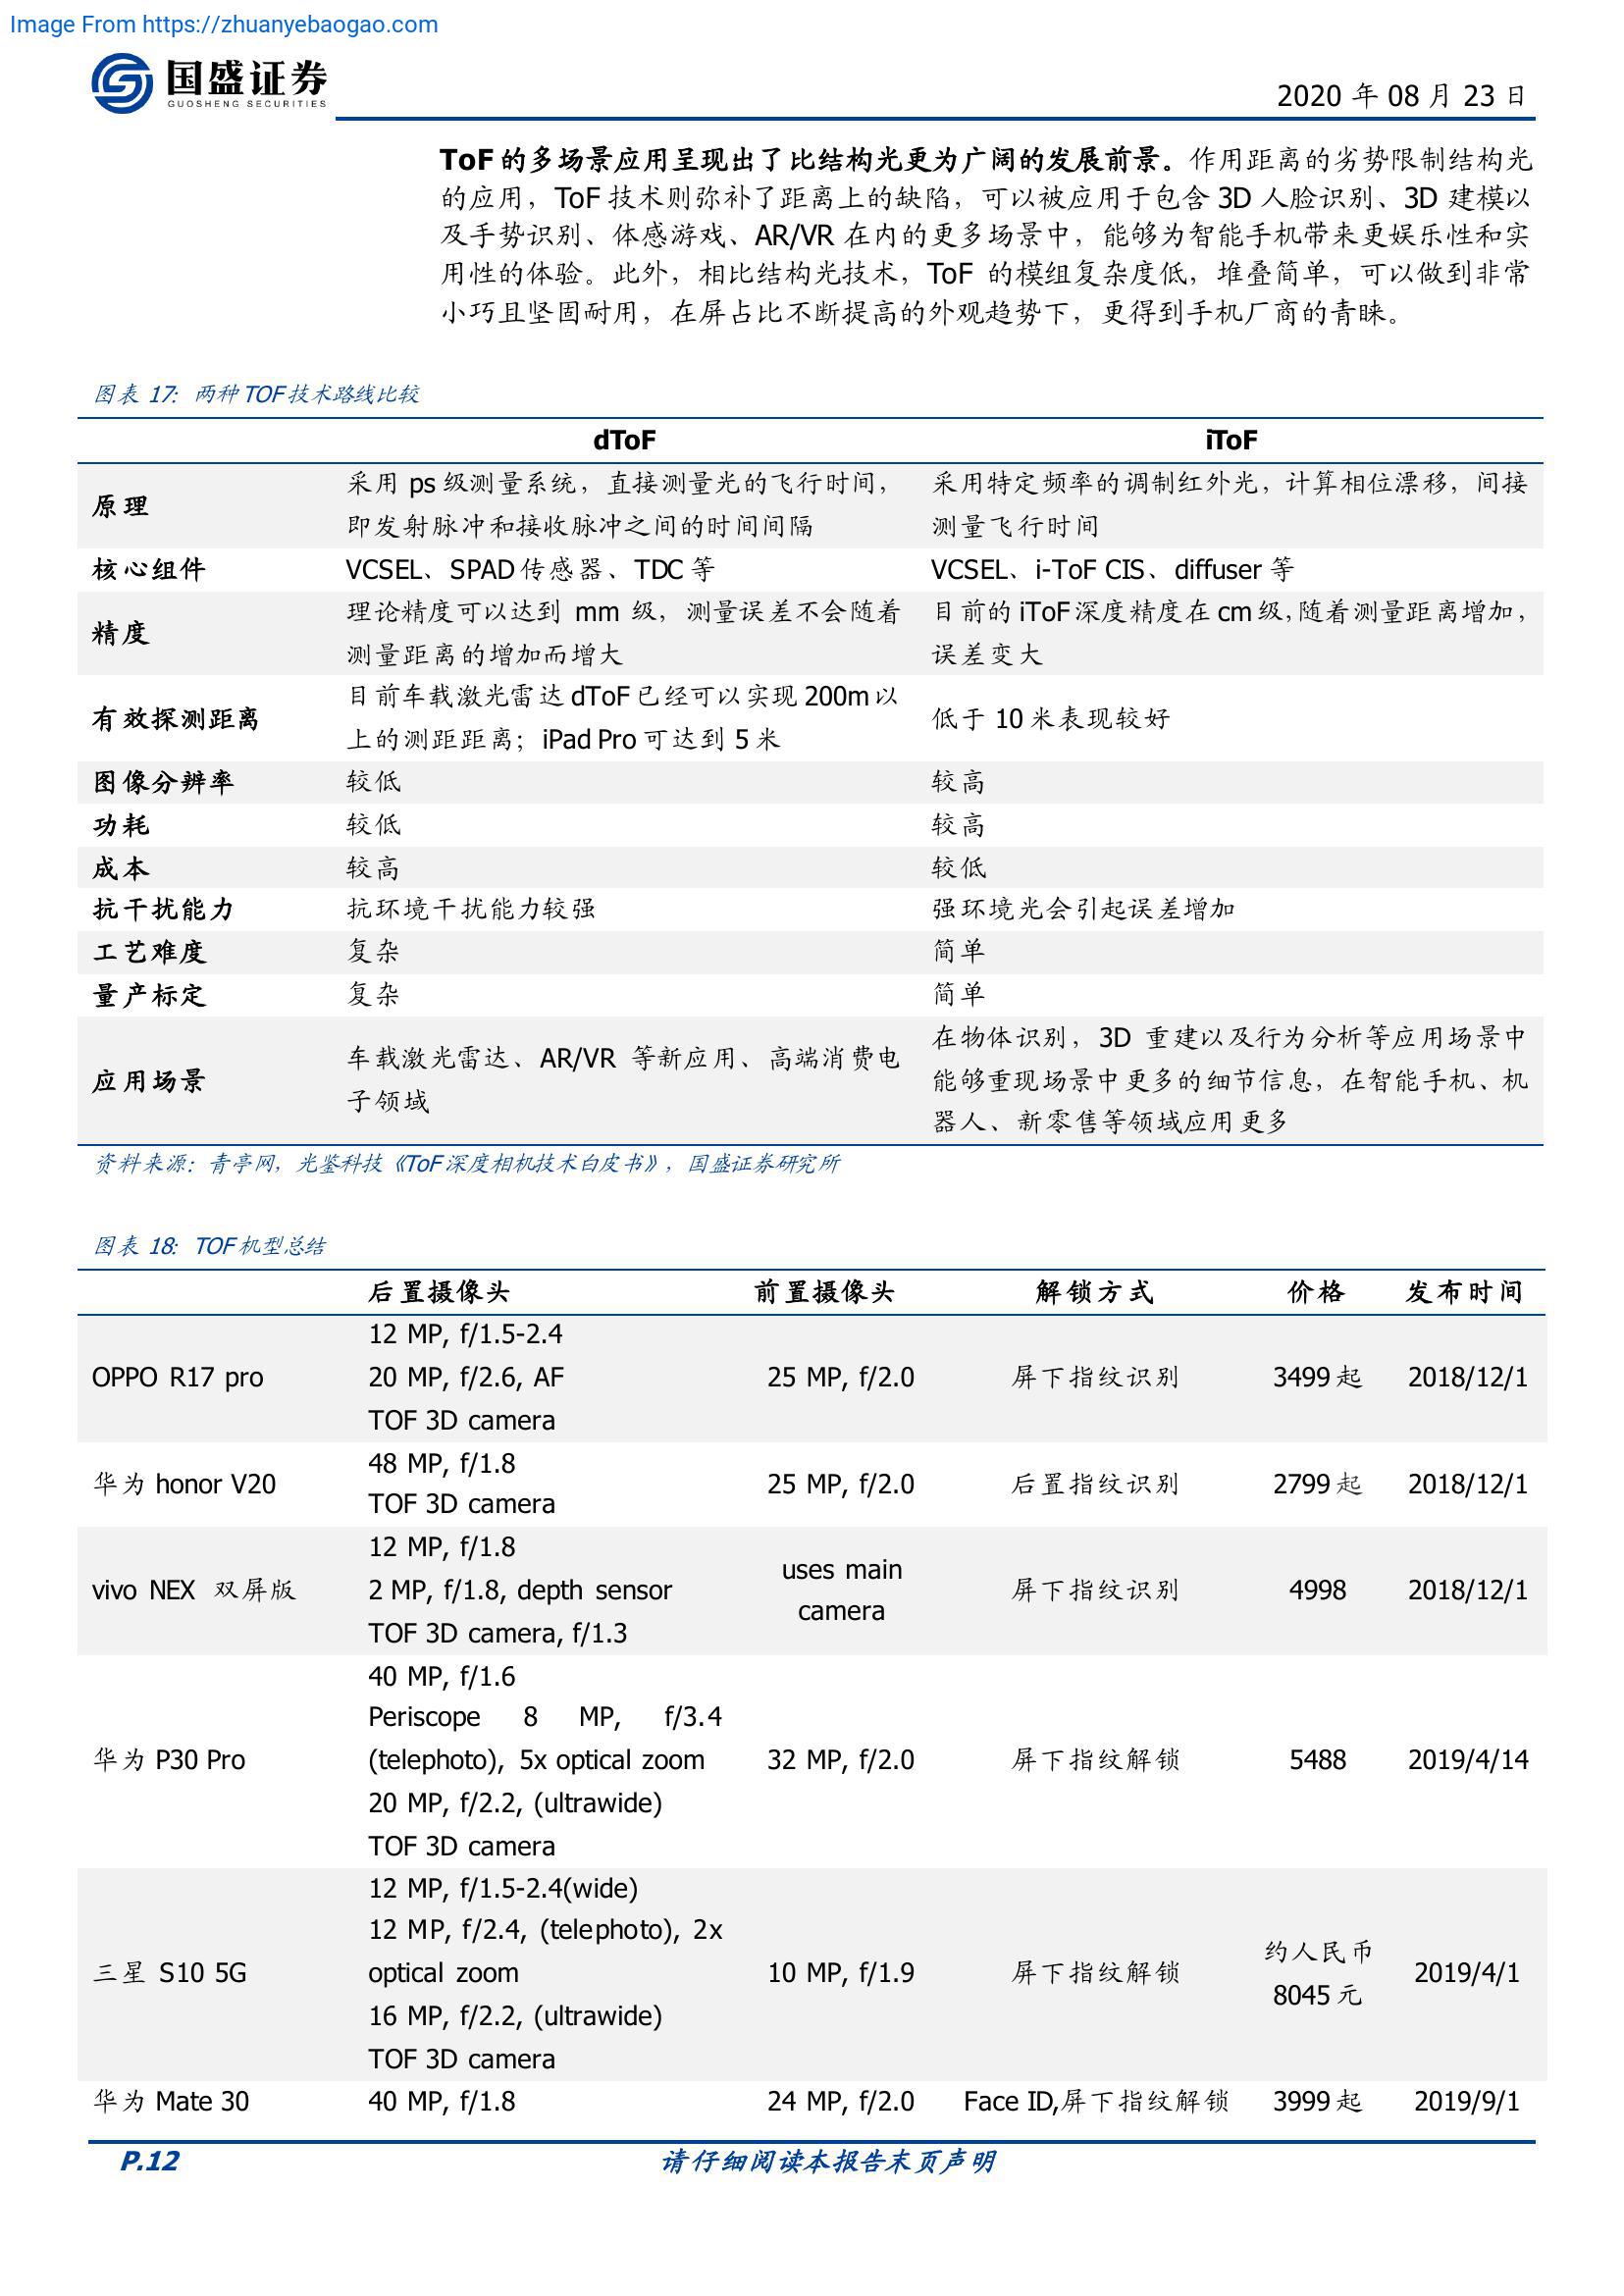 Image From https://zhuanyebaogao.com
国盛证券
GUOSHENG SECURITIES
2020 年 08 月 23 日
ToF 的多场景应用呈现出了比结构光更为广阔的发展前景。作用距离的劣势限制结构光
的应用，ToF 技术则弥补了距离上的缺陷，可以被应用于包含 3D 人脸识别、3D 建模以
及手势识别、体感游戏、AR/VR 在内的更多场景中，能够为智能手机带来更娱乐性和实
用性的体验。此外，相比结构光技术，ToF 的模组复杂度低，堆叠简单，可以做到非常
小巧且坚固耐用，在屏占比不断提高的外观趋势下，更得到手机厂商的青睐。
图表 17：两种 TOF 技术路线比较
dToF iToF
原理 采用 ps 级测量系统，直接测量光的飞行时间，即发射脉冲和接收脉冲之间的时间间隔 采用特定频率的调制红外光，计算相位漂移，间接测量飞行时间
核心组件 VCSEL、SPAD 传感器、TDC 等 VCSEL、i-ToF CIS、diffuser 等
精度 理论精度可以达到 mm 级，测量误差不会随着测量距离的增加而增大 目前的 iToF 深度精度在 cm 级，随着测量距离增加，误差变大
有效探测距离 目前车载激光雷达 dToF 已经可以实现 200m 以上的测距距离；iPad Pro 可达到 5 米 低于 10 米表现较好
图像分辨率 较低 较高
功耗 较低 较高
成本 较高 较低
抗干扰能力 抗环境干扰能力较强 强环境光会引起误差增加
工艺难度 复杂 简单
量产标定 复杂 简单
应用场景 车载激光雷达、AR/VR 等新应用、高端消费电子领域 在物体识别，3D 重建以及行为分析等应用场景中能够重现场景中更多的细节信息，在智能手机、机器人、新零售等领域应用更多
资料来源：青亭网，光鉴科技《ToF 深度相机技术白皮书》，国盛证券研究所
图表 18：TOF 机型总结
后置摄像头 前置摄像头 解锁方式 价格 发布时间
OPPO R17 pro
12 MP, f/1.5-2.4
20 MP, f/2.6, AF
TOF 3D camera
25 MP, f/2.0 屏下指纹识别 3499 起 2018/12/1
华为 honor V20
48 MP, f/1.8
TOF 3D camera
25 MP, f/2.0 后置指纹识别 2799 起 2018/12/1
vivo NEX 双屏版
12 MP, f/1.8
2 MP, f/1.8, depth sensor
TOF 3D camera, f/1.3
uses main
camera
屏下指纹识别 4998 2018/12/1
华为 P30 Pro
40 MP, f/1.6
Periscope 8 MP, f/3.4
(telephoto), 5x optical zoom
20 MP, f/2.2, (ultrawide)
TOF 3D camera
32 MP, f/2.0 屏下指纹解锁 5488 2019/4/14
三星 S10 5G
12 MP, f/1.5-2.4(wide)
12 MP, f/2.4, (telephoto), 2x
optical zoom
16 MP, f/2.2, (ultrawide)
TOF 3D camera
10 MP, f/1.9 屏下指纹解锁
约人民币
8045 元
2019/4/1
华为 Mate 30 40 MP, f/1.8 24 MP, f/2.0 Face ID,屏下指纹解锁 3999 起 2019/9/1
P.12 请仔细阅读本报告末页声明